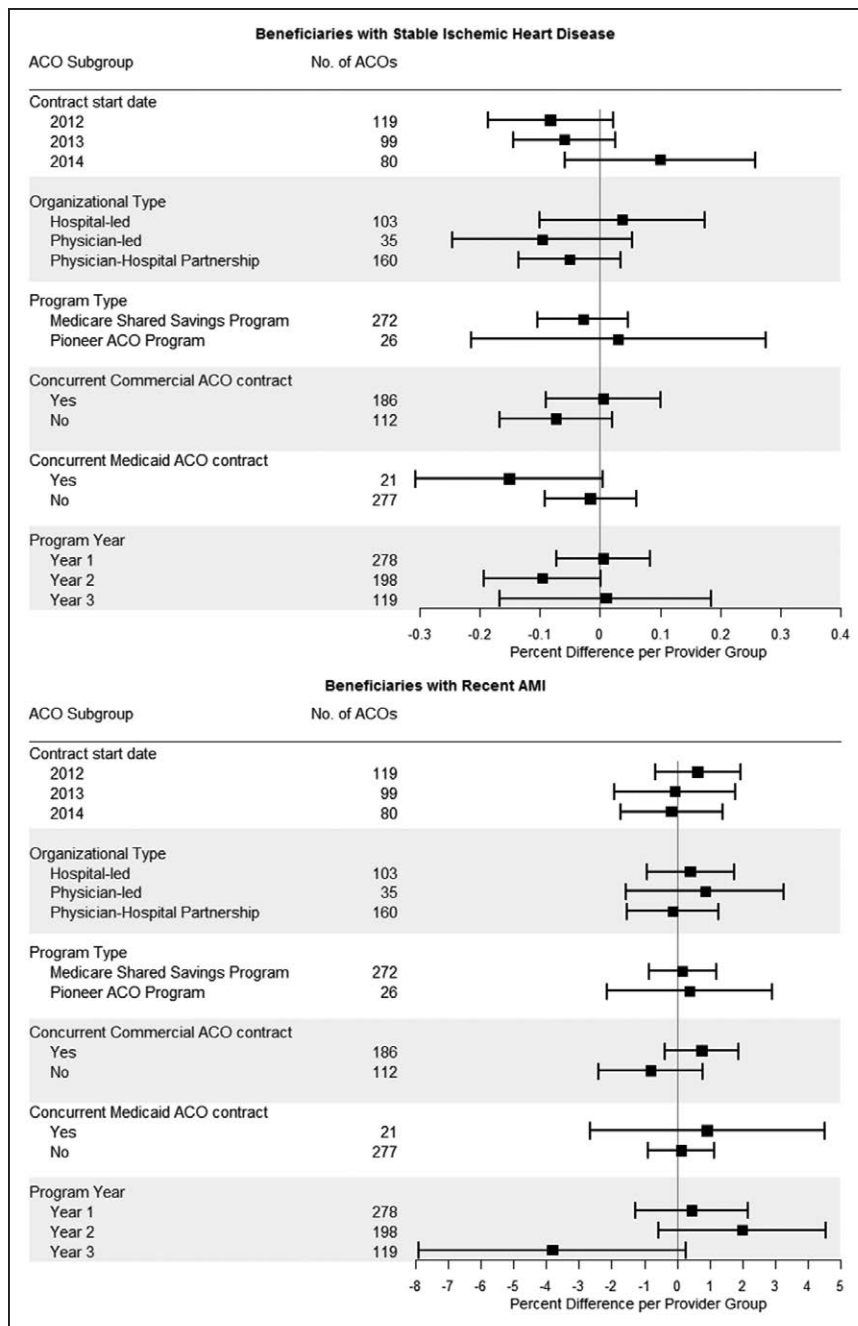 Beneficiaries with Stable Ischemic Heart Disease
ACO Subgroup No. of ACOs
Contract start date
2012 119
2013 99
2014 80
Organizational Type
Hospital-led 103
Physician-led 35
Physician-Hospital Partnership 160
Program Type
Medicare Shared Savings Program 272
Pioneer ACO Program 26
Concurrent Commercial ACO contract
Yes 186
No 112
Concurrent Medicaid ACO contract
Yes 21
No 277
Program Year
Year 1 278
Year 2 198
Year 3 119
-0.3 -0.2 -0.1 0 0.1 0.2 0.3 0.4
Percent Difference per Provider Group
Beneficiaries with Recent AMI
ACO Subgroup No. of ACOs
Contract start date
2012 119
2013 99
2014 80
Organizational Type
Hospital-led 103
Physician-led 35
Physician-Hospital Partnership 160
Program Type
Medicare Shared Savings Program 272
Pioneer ACO Program 26
Concurrent Commercial ACO contract
Yes 186
No 112
Concurrent Medicaid ACO contract
Yes 21
No 277
Program Year
Year 1 278
Year 2 198
Year 3 119
-8 -7 -6 -5 -4 -3 -2 -1 0 1 2 3 4 5
Percent Difference per Provider Group